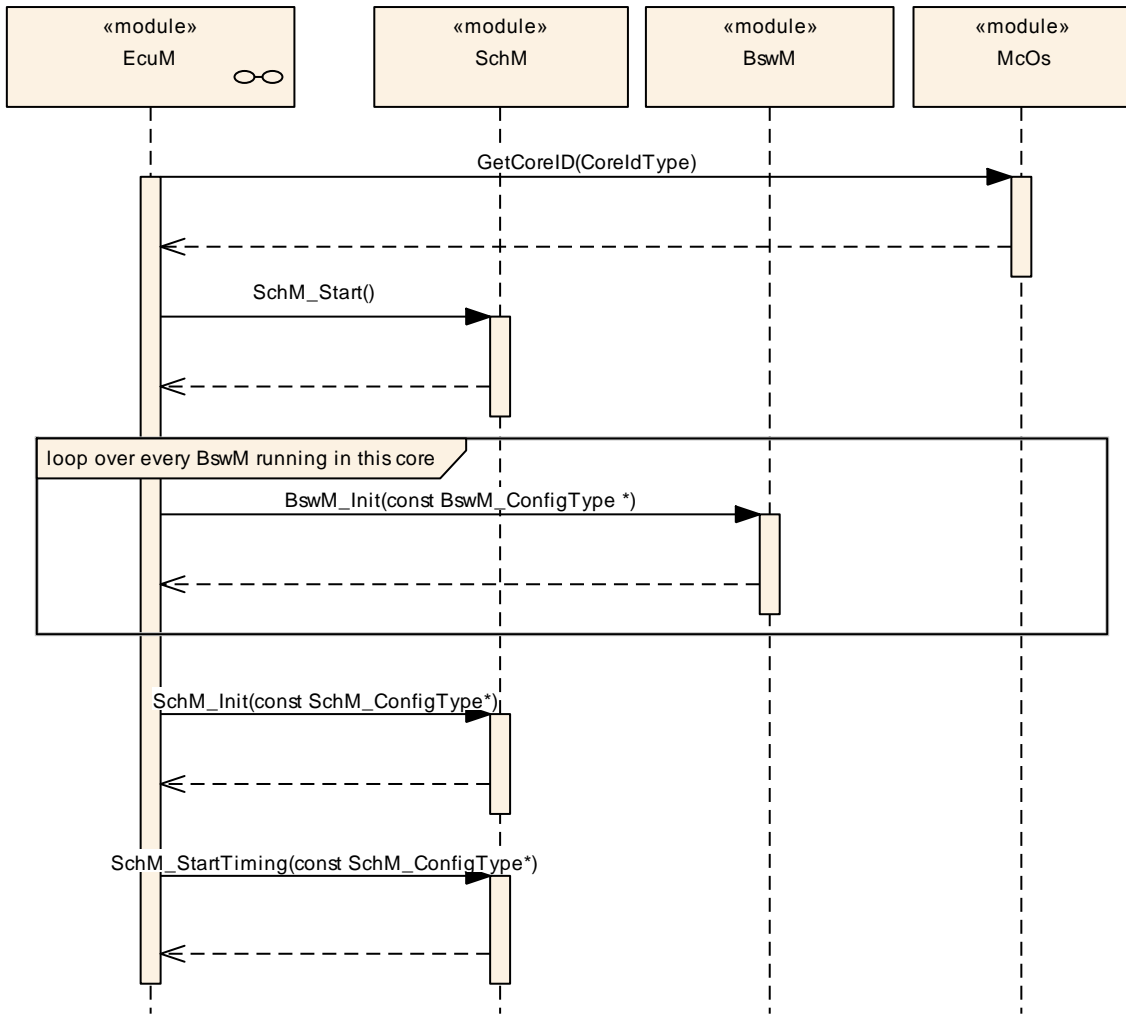 «module»
EcuM
«module»
SchM
«module»
BswM
«module»
McOs
GetCoreID(CoreIdType)
SchM_Start()
loop over every BswM running in this core
BswM_Init(const BswM_ConfigType *)
SchM_Init(const SchM_ConfigType*)
SchM_StartTiming(const SchM_ConfigType*)